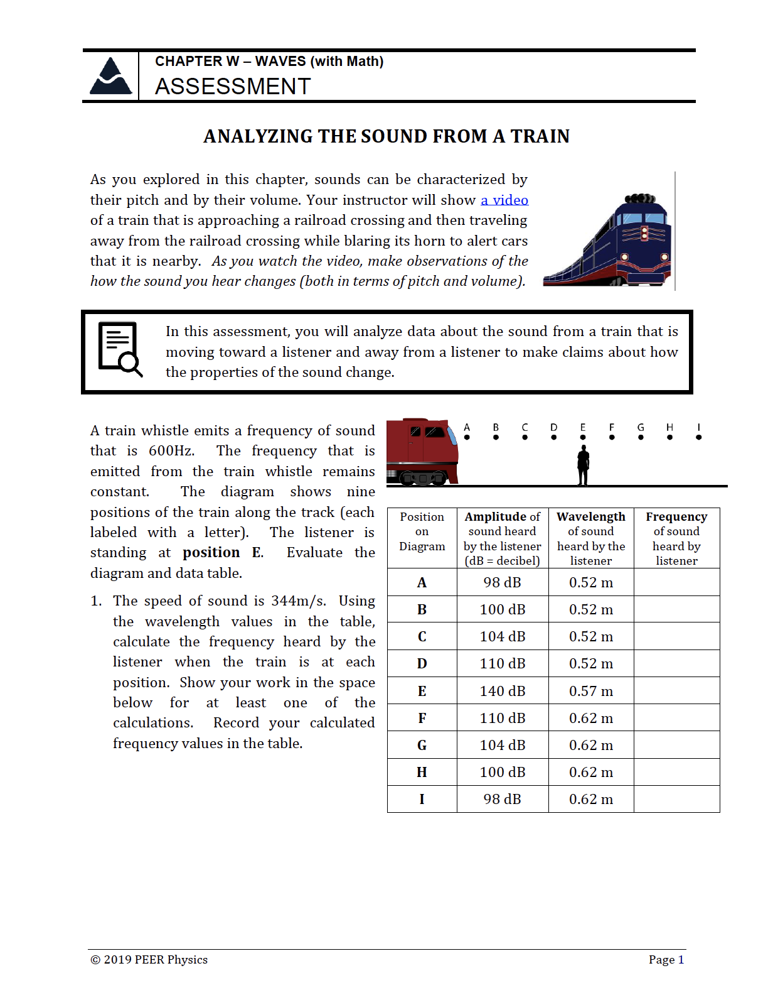 CHAPTER W – WAVES (with Math)
ASSESSMENT
ANALYZING THE SOUND FROM A TRAIN
As you explored in this chapter, sounds can be characterized by
their pitch and by their volume. Your instructor will show a video
of a train that is approaching a railroad crossing and then traveling
away from the railroad crossing while blaring its horn to alert cars
that it is nearby. As you watch the video, make observations of the
how the sound you hear changes (both in terms of pitch and volume).
In this assessment, you will analyze data about the sound from a train that is
moving toward a listener and away from a listener to make claims about how
the properties of the sound change.
A train whistle emits a frequency of sound
that is 600Hz. The frequency that is
emitted from the train whistle remains
constant. The diagram shows nine
positions of the train along the track (each
labeled with a letter). The listener is
standing at position E. Evaluate the
diagram and data table.
1. The speed of sound is 344m/s. Using
the wavelength values in the table,
calculate the frequency heard by the
listener when the train is at each
position. Show your work in the space
below for at least one of the
calculations. Record your calculated
frequency values in the table.
A B C D E F G H I
Position on Diagram | Amplitude of sound heard by the listener (dB = decibel) | Wavelength of sound heard by the listener | Frequency of sound heard by listener
A 98 dB 0.52 m
B 100 dB 0.52 m
C 104 dB 0.52 m
D 110 dB 0.52 m
E 140 dB 0.57 m
F 110 dB 0.62 m
G 104 dB 0.62 m
H 100 dB 0.62 m
I 98 dB 0.62 m
© 2019 PEER Physics
Page 1